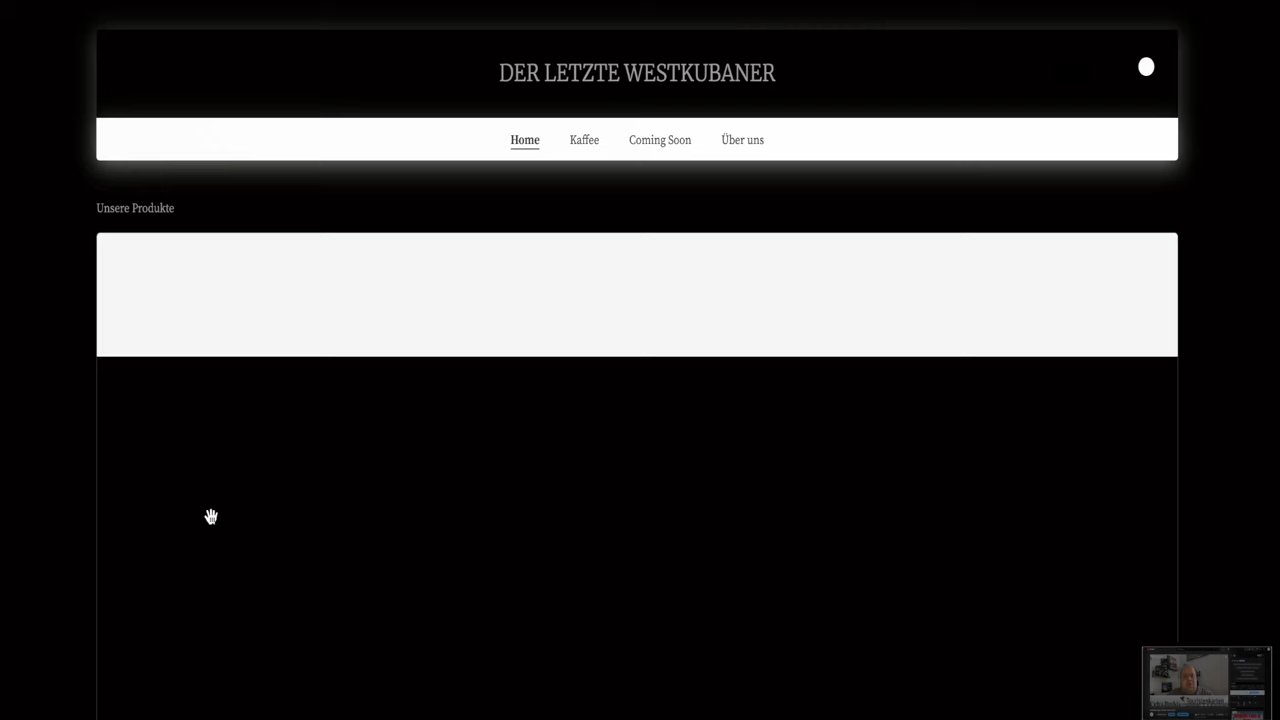 DER LETZTE WESTKUBANER
Home Kaffee Coming Soon Über uns
Unsere Produkte